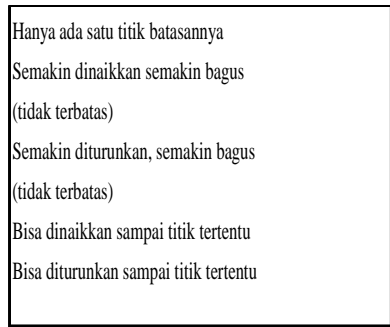 Hanya ada satu titik batasannya
Semakin dinaikkan semakin bagus
(tidak terbatas)
Semakin diturunkan, semakin bagus
(tidak terbatas)
Bisa dinaikkan sampai titik tertentu
Bisa diturunkan sampai titik tertentu